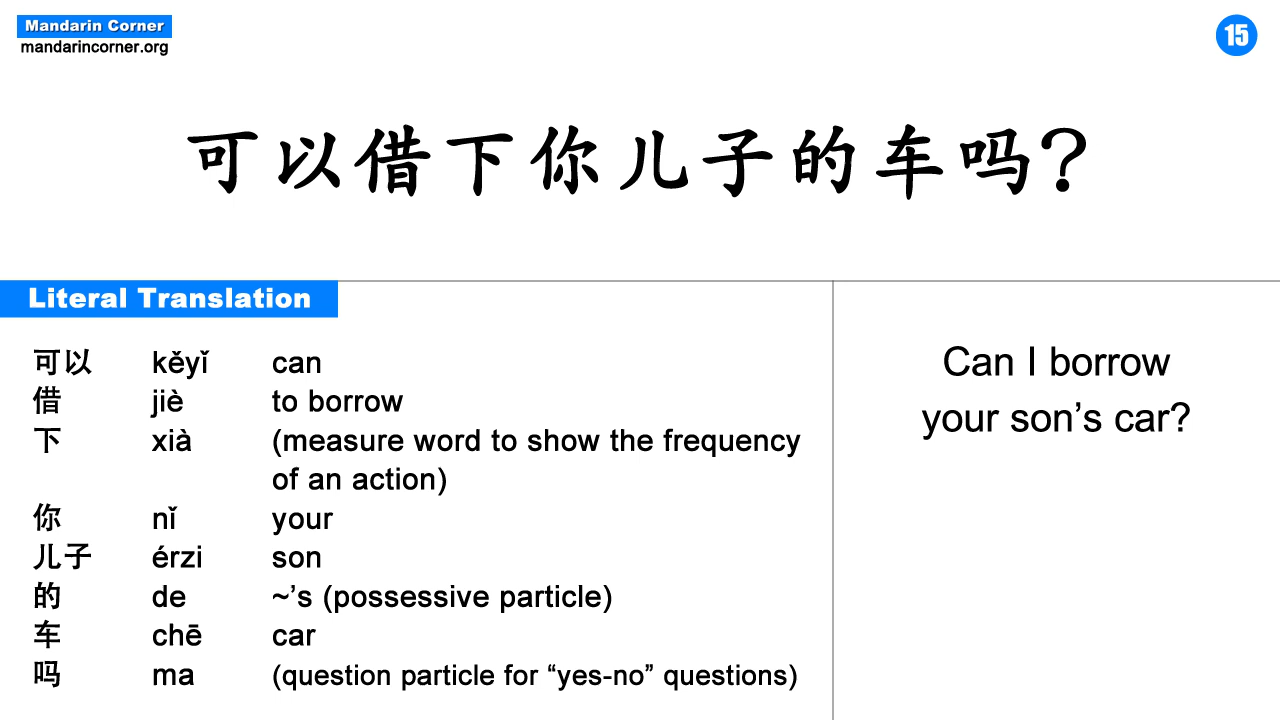 Mandarin Corner
mandarincorner.org
15
可以借下你儿子的车吗?
Literal Translation
可以 kěyǐ can
借 jiè to borrow
下 xià (measure word to show the frequency
of an action)
你 nǐ your
儿子 érzi son
的 de ~’s (possessive particle)
车 chē car
吗 ma (question particle for “yes-no” questions)
Can I borrow
your son’s car?